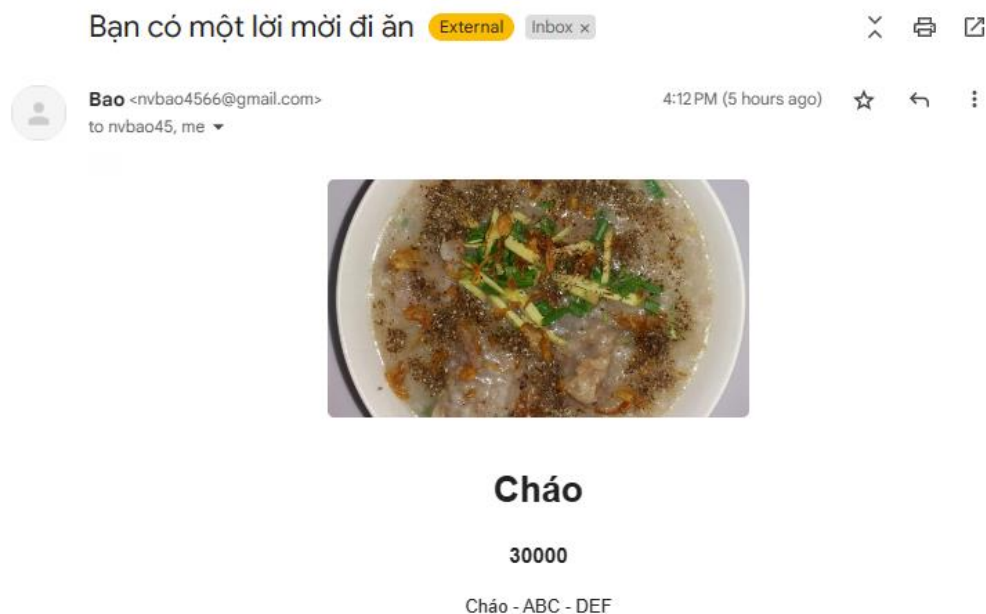 Bạn có một lời mời đi ăn External Inbox ×
Bao <nvbao4566@gmail.com> 4:12 PM (5 hours ago)
to nvbao45, me
Cháo
30000
Cháo - ABC - DEF